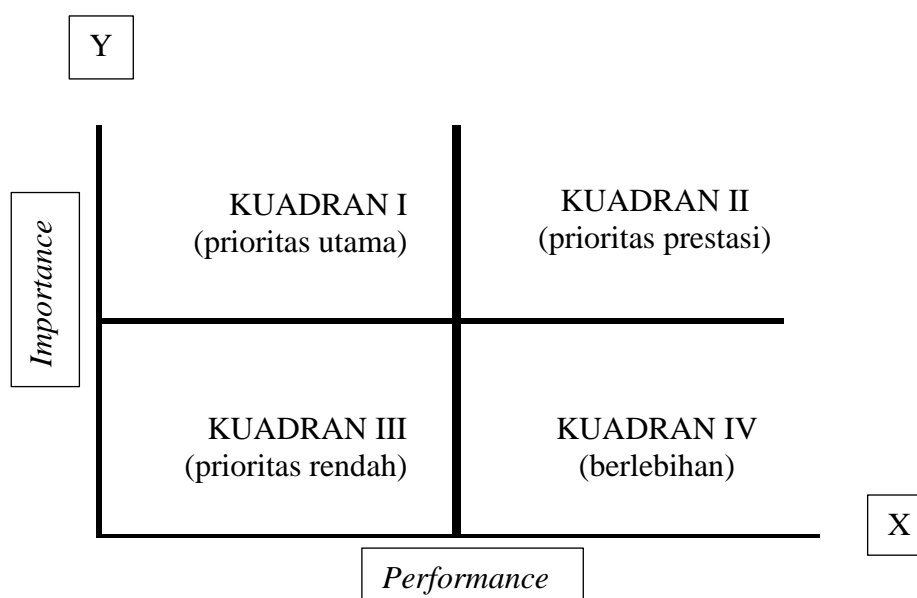 Y
KUADRAN I
(prioritas utama)
KUADRAN II
(prioritas prestasi)
Importance
KUADRAN III
(prioritas rendah)
KUADRAN IV
(berlebihan)
X
Performance